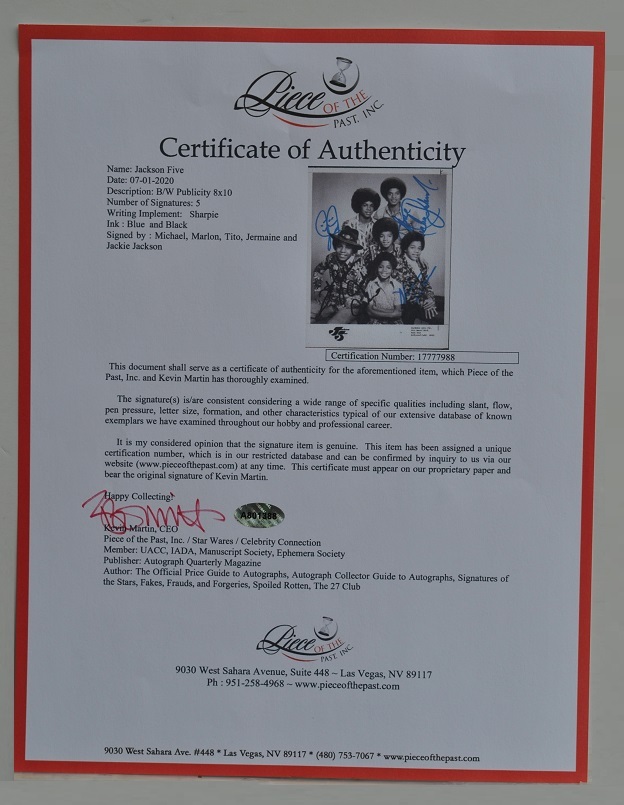 Piece
OF THE
PAST, INC.
Certificate of Authenticity
Name: Jackson Five
Date: 07-01-2020
Description: B/W Publicity 8x10
Number of Signatures: 5
Writing Implement: Sharpie
Ink : Blue and Black
Signed by : Michael, Marlon, Tito, Jermaine and
Jackie Jackson
Certification Number: 17777988
This document shall serve as a certificate of authenticity for the aforementioned item, which Piece of the
Past, Inc. and Kevin Martin has thoroughly examined.
The signature(s) is/are consistent considering a wide range of specific qualities including slant, flow,
pen pressure, letter size, formation, and other characteristics typical of our extensive database of known
exemplars we have examined throughout our hobby and professional career.
It is my considered opinion that the signature item is genuine. This item has been assigned a unique
certification number, which is in our restricted database and can be confirmed by inquiry to us via our
website (www.pieceofthepast.com) at any time. This certificate must appear on our proprietary paper and
bear the original signature of Kevin Martin.
Happy Collecting!
Kevin Martin, CEO
Piece of the Past, Inc. / Star Wares / Celebrity Connection
Member: UACC, IADA, Manuscript Society, Ephemera Society
Publisher: Autograph Quarterly Magazine
Author: The Official Price Guide to Autographs, Autograph Collector Guide to Autographs, Signatures of
the Stars, Fakes, Frauds, and Forgeries, Spoiled Rotten, The 27 Club
Piece
OF THE
PAST, INC.
9030 West Sahara Avenue, Suite 448 ~ Las Vegas, NV 89117
Ph : 951-258-4968 ~ www.pieceofthepast.com
9030 West Sahara Ave. #448 * Las Vegas, NV 89117 * (480) 753-7067 * www.pieceofthepast.com